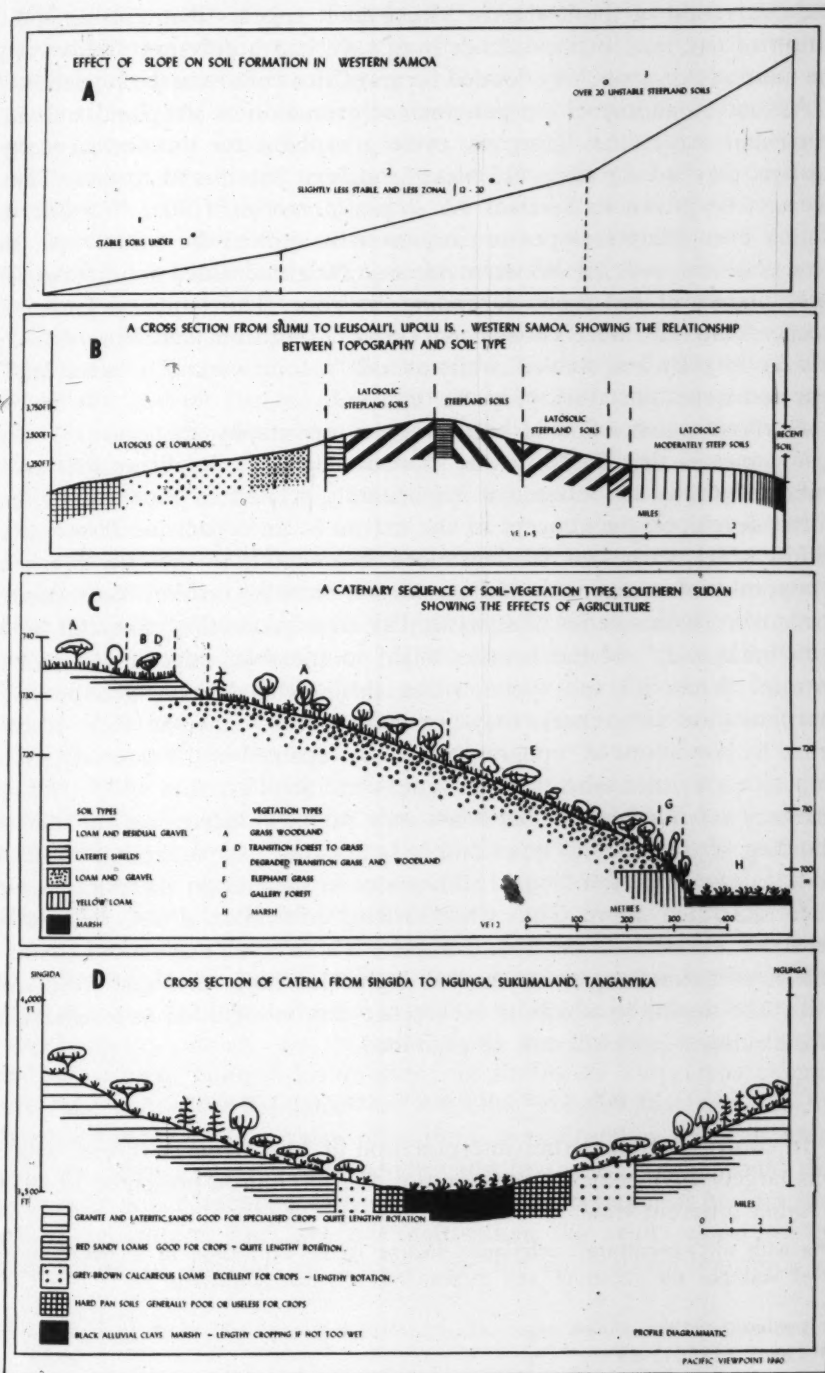 EFFECT OF SLOPE ON SOIL FORMATION IN WESTERN SAMOA
A
3
OVER 20 UNSTABLE STEEPLAND SOILS
2
SLIGHTLY LESS STABLE, AND LESS ZONAL 12 - 20
STABLE SOILS UNDER 12°
A CROSS SECTION FROM SIUMU TO LEUSOALI'I, UPOLU IS., WESTERN SAMOA, SHOWING THE RELATIONSHIP
BETWEEN TOPOGRAPHY AND SOIL TYPE
B
LATOSOLIC
STEEPLAND SOILS
STEEPLAND SOILS
LATOSOLIC
STEEPLAND SOILS
LATOSOLIC
MODERATELY STEEP SOILS
RECENT
SOIL
LATOSOLS OF LOWLANDS
3,750FT
2,500FT
1,250FT
MILES
1 0 1 2
VE 1·5
A CATENARY SEQUENCE OF SOIL-VEGETATION TYPES, SOUTHERN SUDAN
SHOWING THE EFFECTS OF AGRICULTURE
C
740
730
720
B D
A
G
F
H
720
710
700
SOIL TYPES
LOAM AND RESIDUAL GRAVEL
LATERITE SHIELDS
LOAM AND GRAVEL
YELLOW LOAM
MARSH
VEGETATION TYPES
A GRASS WOODLAND
B D TRANSITION FOREST TO GRASS
DEGRADED TRANSITION GRASS AND WOODLAND
F ELEPHANT GRASS
G GALLERY FOREST
H MARSH
METRES
100 200 300
VE 1 2
SINGIDA
NGUNGA
D
CROSS SECTION OF CATENA FROM SINGIDA TO NGUNGA, SUKUMALAND, TANGANYIKA
4,000
FT
3,500
FT
MILES
1 0 1 2 3
GRANITE AND LATERITIC SANDS GOOD FOR SPECIALISED CROPS QUITE LENGTHY ROTATION
RED SANDY LOAMS GOOD FOR CROPS - QUITE LENGTHY ROTATION
GREY-BROWN CALCAREOUS LOAMS EXCELLENT FOR CROPS - LENGTHY ROTATION
HARD PAN SOILS GENERALLY POOR OR USELESS FOR CROPS
BLACK ALLUVIAL CLAYS MARSHY - LENGTHY CROPPING IF NOT TOO WET
PROFILE DIAGRAMMATIC
PACIFIC VIEWPOINT 1960